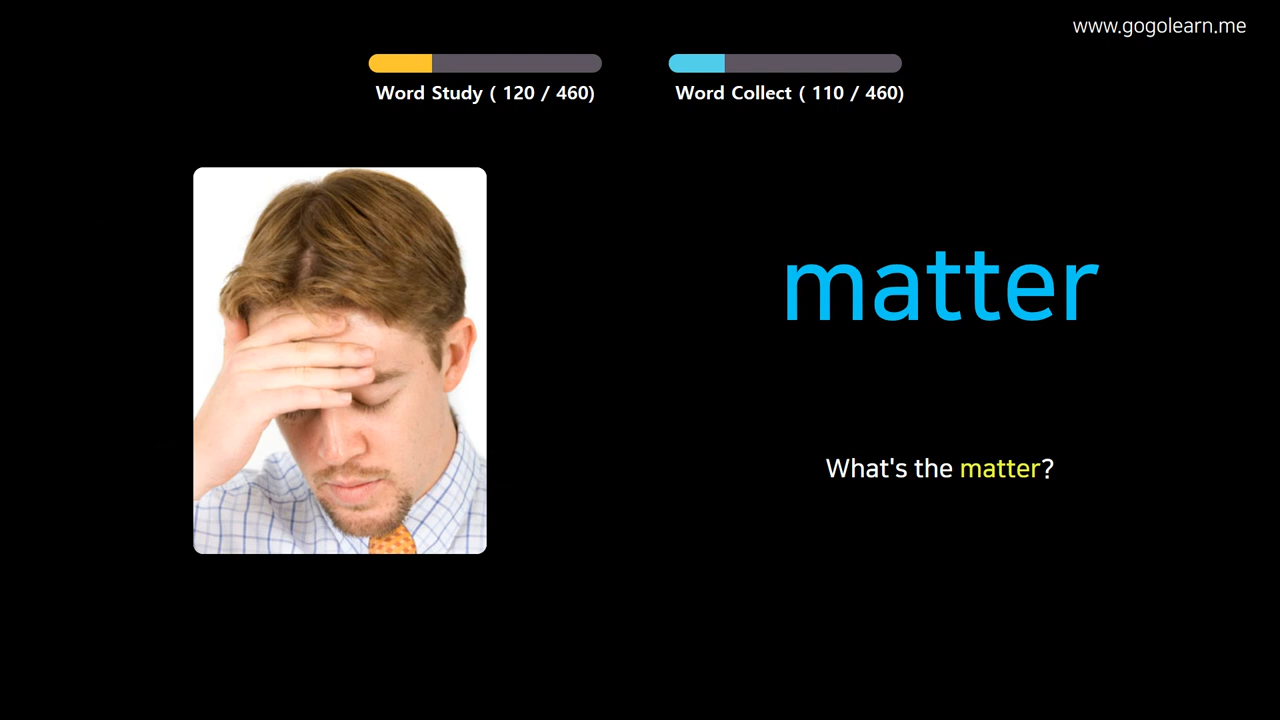 www.gogolearn.me
Word Study ( 120 / 460)
Word Collect ( 110 / 460)
matter
What's the matter?